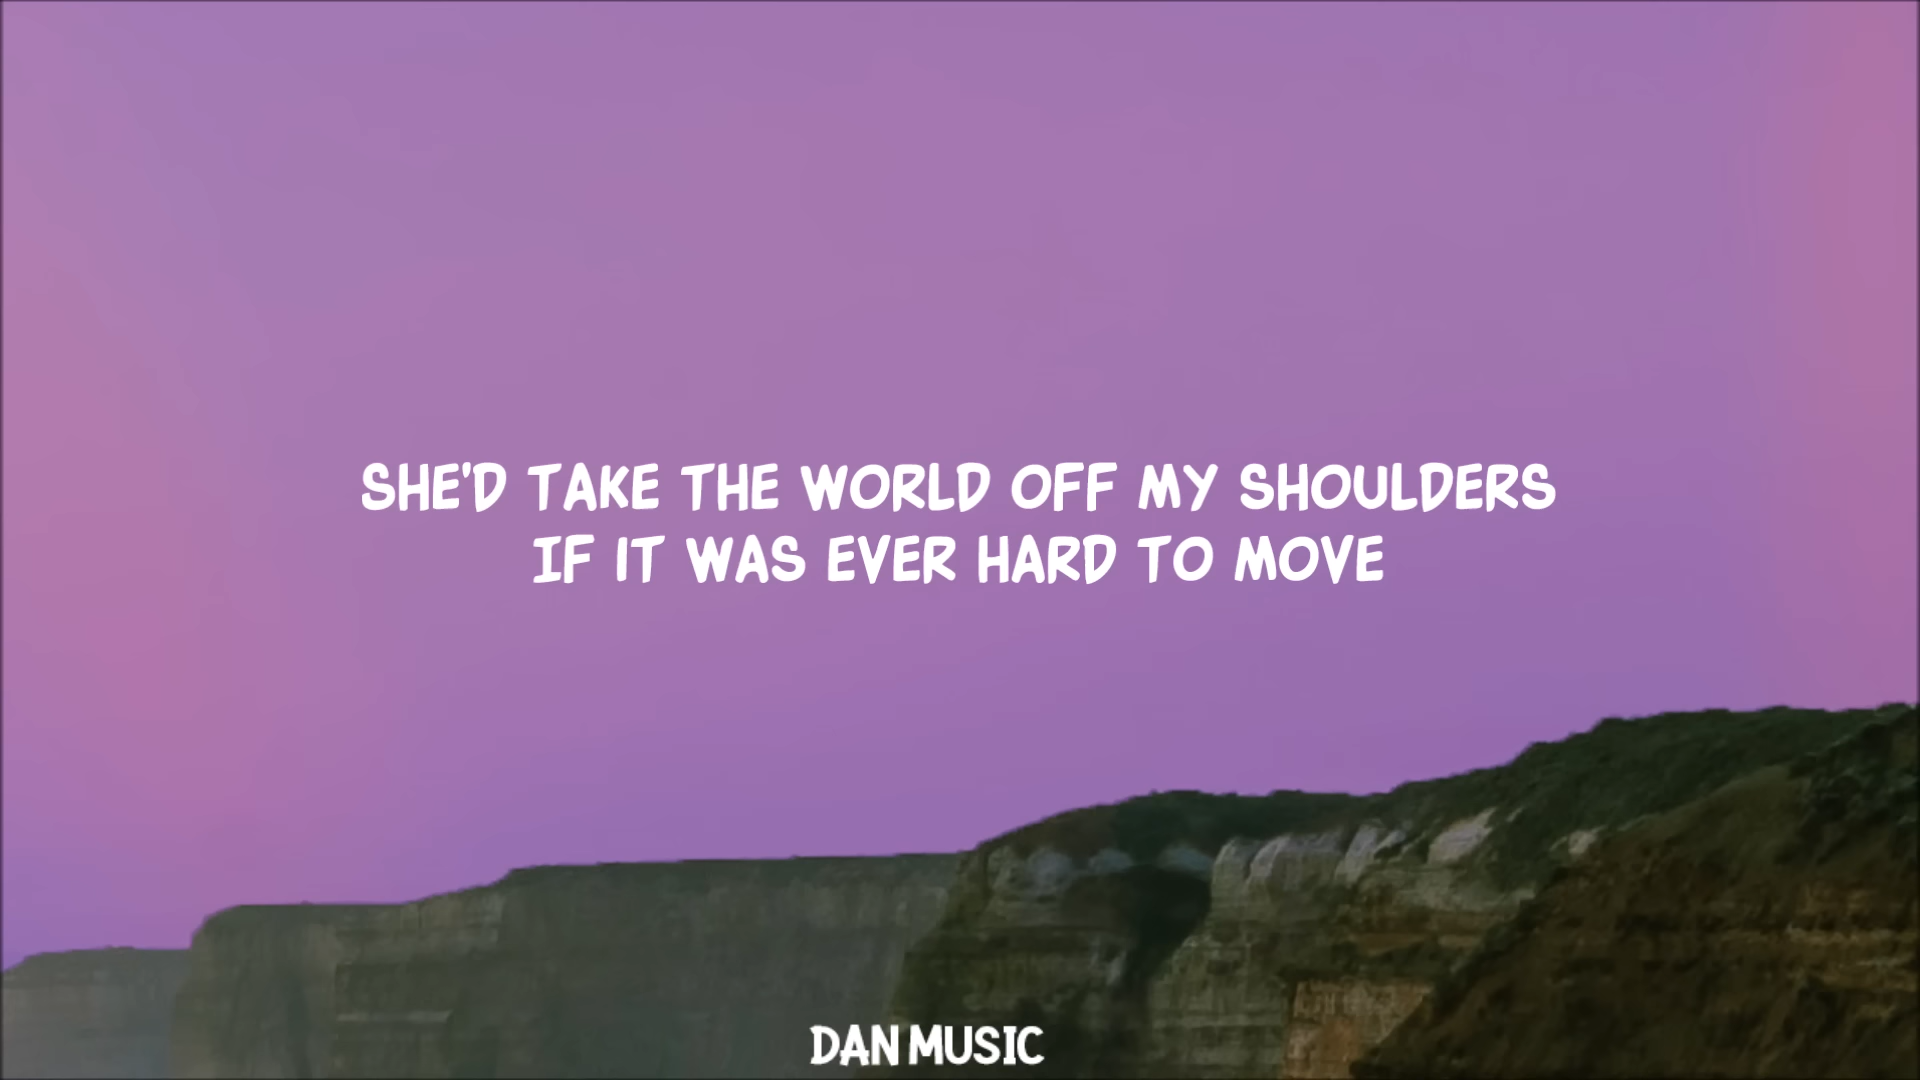 SHE'D TAKE THE WORLD OFF MY SHOULDERS
IF IT WAS EVER HARD TO MOVE
DAN MUSIC